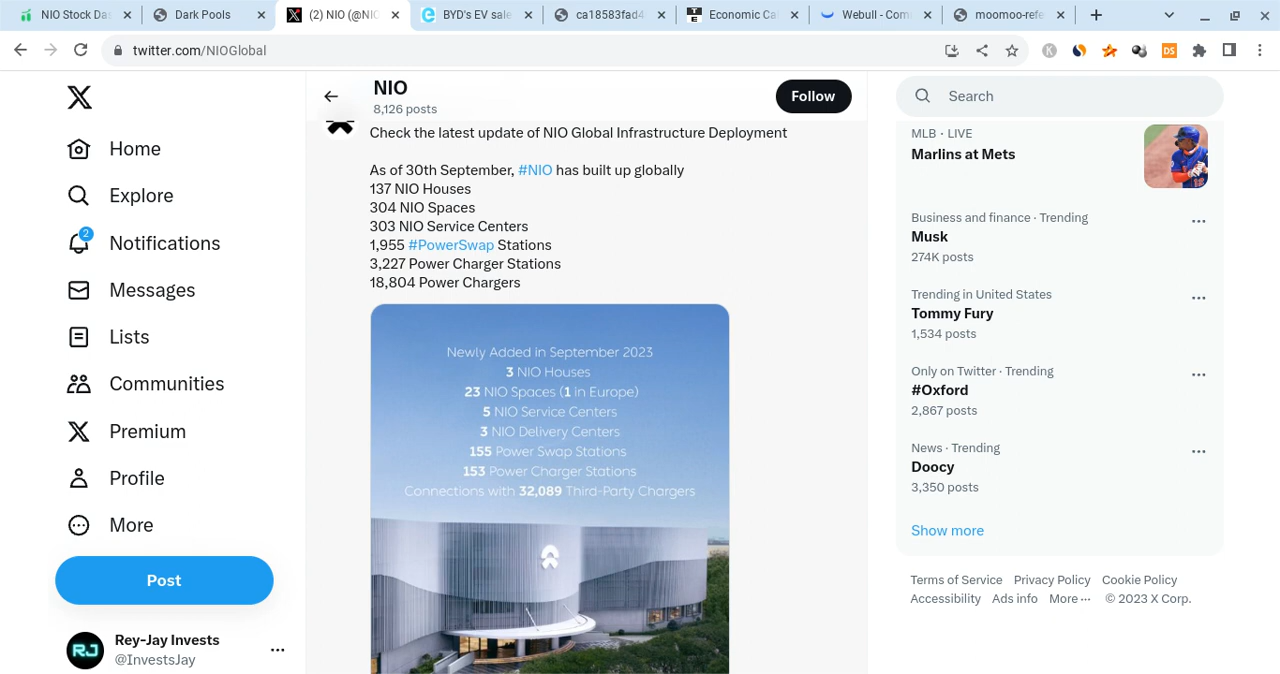 NIO Stock Da
Dark Pools
(2) NIO (@NIO
BYD's EV sale
ca18583fad4
Economic Ca
Webull - Com
moomoo-refe
twitter.com/NIOGlobal
DS
Home
Explore
2
Notifications
Messages
Lists
Communities
Premium
Profile
More
Post
RJ
Rey-Jay Invests
@InvestsJay
NIO
8,126 posts
Follow
Check the latest update of NIO Global Infrastructure Deployment
As of 30th September, #NIO has built up globally
137 NIO Houses
304 NIO Spaces
303 NIO Service Centers
1,955 #PowerSwap Stations
3,227 Power Charger Stations
18,804 Power Chargers
Newly Added in September 2023
3 NIO Houses
23 NIO Spaces (1 in Europe)
5 NIO Service Centers
3 NIO Delivery Centers
155 Power Swap Stations
153 Power Charger Stations
Connections with 32,089 Third-Party Chargers
Search
MLB · LIVE
Marlins at Mets
Business and finance · Trending
Musk
274K posts
Trending in United States
Tommy Fury
1,534 posts
Only on Twitter · Trending
#Oxford
2,867 posts
News · Trending
Doocy
3,350 posts
Show more
Terms of Service Privacy Policy Cookie Policy
Accessibility Ads info More ··· © 2023 X Corp.